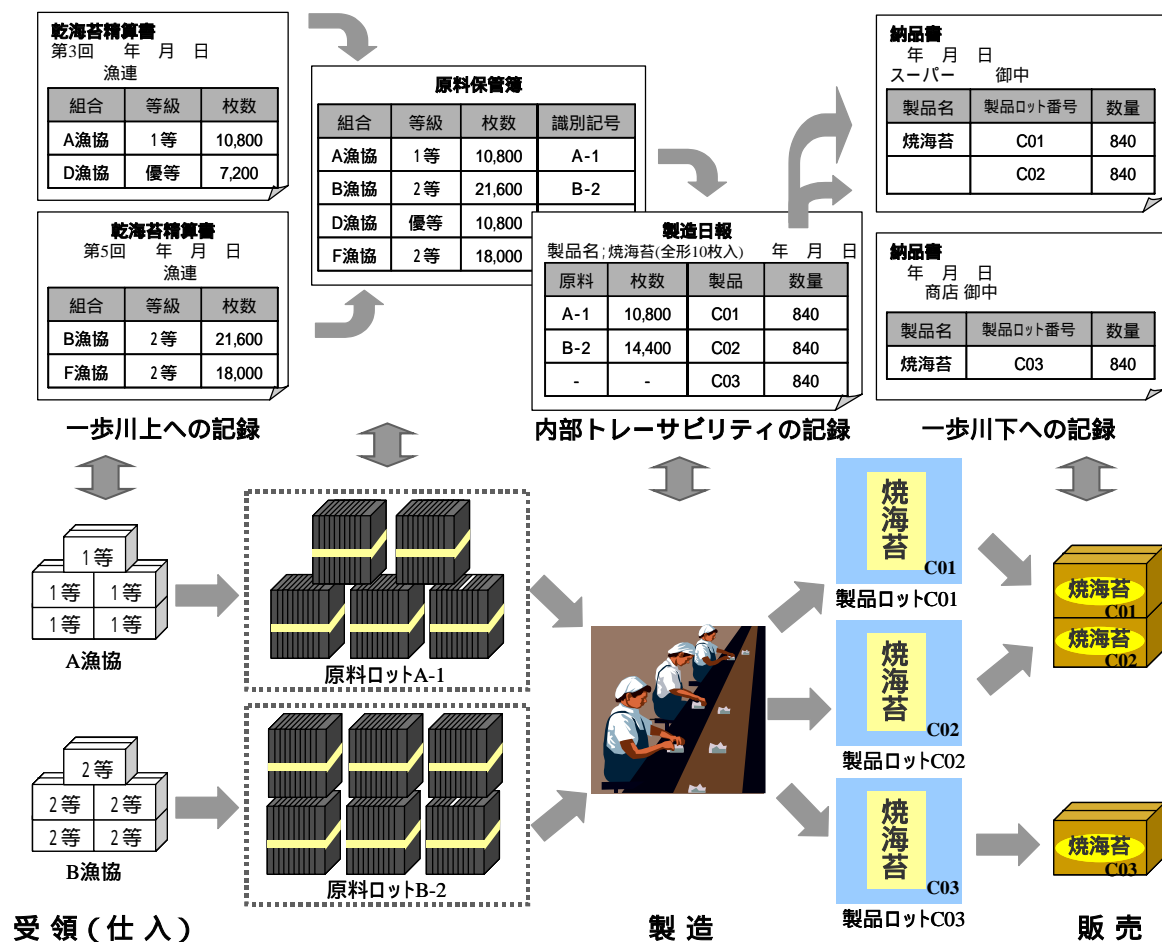 乾海苔精算書
第3回 年 月 日
漁連
組合 等級 枚数
A漁協 1等 10,800
D漁協 優等 7,200
乾海苔精算書
第5回 年 月 日
漁連
組合 等級 枚数
B漁協 2等 21,600
F漁協 2等 18,000
一歩川上への記録
原料保管簿
組合 等級 枚数 識別記号
A漁協 1等 10,800 A-1
B漁協 2等 21,600 B-2
D漁協 優等 10,800
F漁協 2等 18,000
製造日報
製品名;焼海苔(全形10枚入) 年 月 日
原料 枚数 製品 数量
A-1 10,800 C01 840
B-2 14,400 C02 840
- - C03 840
内部トレーサビリティの記録
納品書
年 月 日
スーパー 御中
製品名 製品ロット番号 数量
焼海苔 C01 840
C02 840
納品書
年 月 日
商店 御中
製品名 製品ロット番号 数量
焼海苔 C03 840
一歩川下への記録
1等
1等 1等
1等 1等
A漁協
原料ロットA-1
2等
2等 2等
2等 2等
B漁協
原料ロットB-2
焼海苔
C01
製品ロットC01
焼海苔
C02
製品ロットC02
焼海苔
C03
製品ロットC03
焼海苔
C01
焼海苔
C02
焼海苔
C03
受領(仕入)
製造
販売